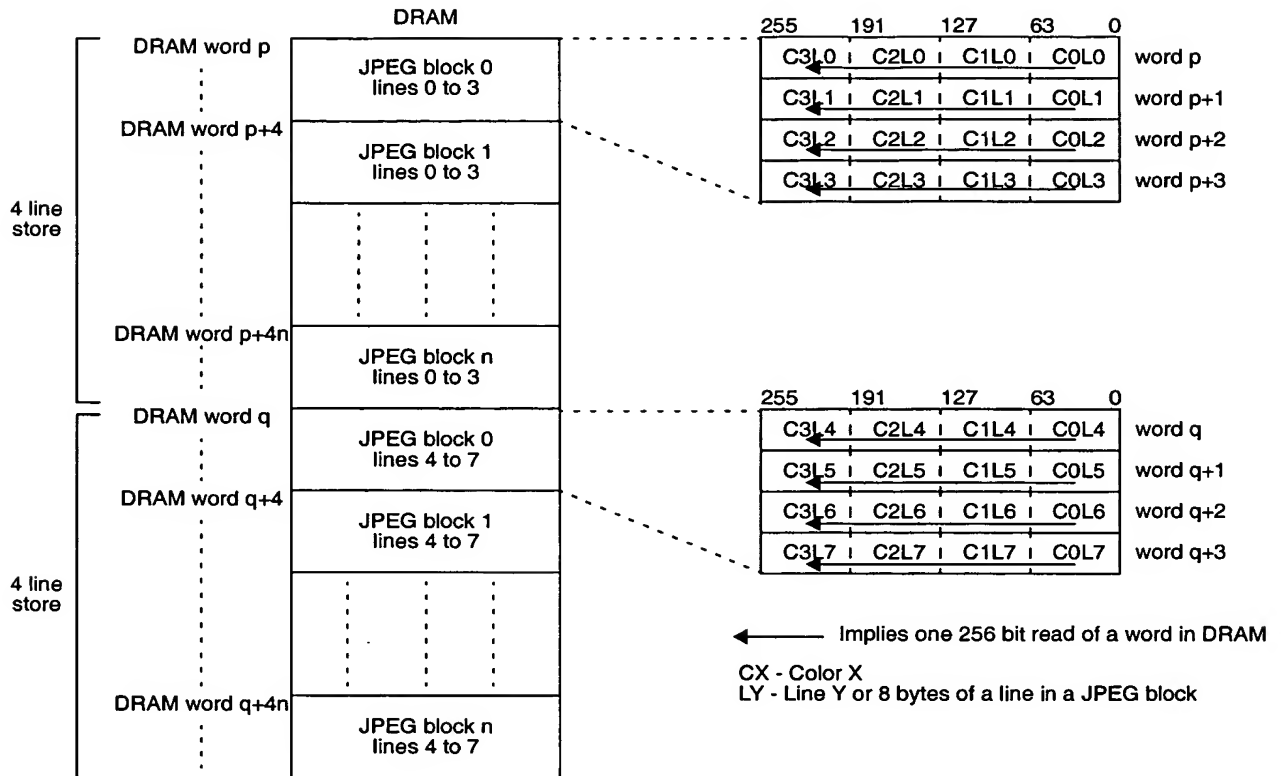 DRAM
DRAM word p
JPEG block 0
lines 0 to 3
DRAM word p+4
JPEG block 1
lines 0 to 3
4 line
store
DRAM word p+4n
JPEG block n
lines 0 to 3
255 191 127 63 0
C3L0 C2L0 C1L0 C0L0 word p
C3L1 C2L1 C1L1 C0L1 word p+1
C3L2 C2L2 C1L2 C0L2 word p+2
C3L3 C2L3 C1L3 C0L3 word p+3
DRAM word q
JPEG block 0
lines 4 to 7
DRAM word q+4
JPEG block 1
lines 4 to 7
4 line
store
DRAM word q+4n
JPEG block n
lines 4 to 7
255 191 127 63 0
C3L4 C2L4 C1L4 C0L4 word q
C3L5 C2L5 C1L5 C0L5 word q+1
C3L6 C2L6 C1L6 C0L6 word q+2
C3L7 C2L7 C1L7 C0L7 word q+3
Implies one 256 bit read of a word in DRAM
CX - Color X
LY - Line Y or 8 bytes of a line in a JPEG block